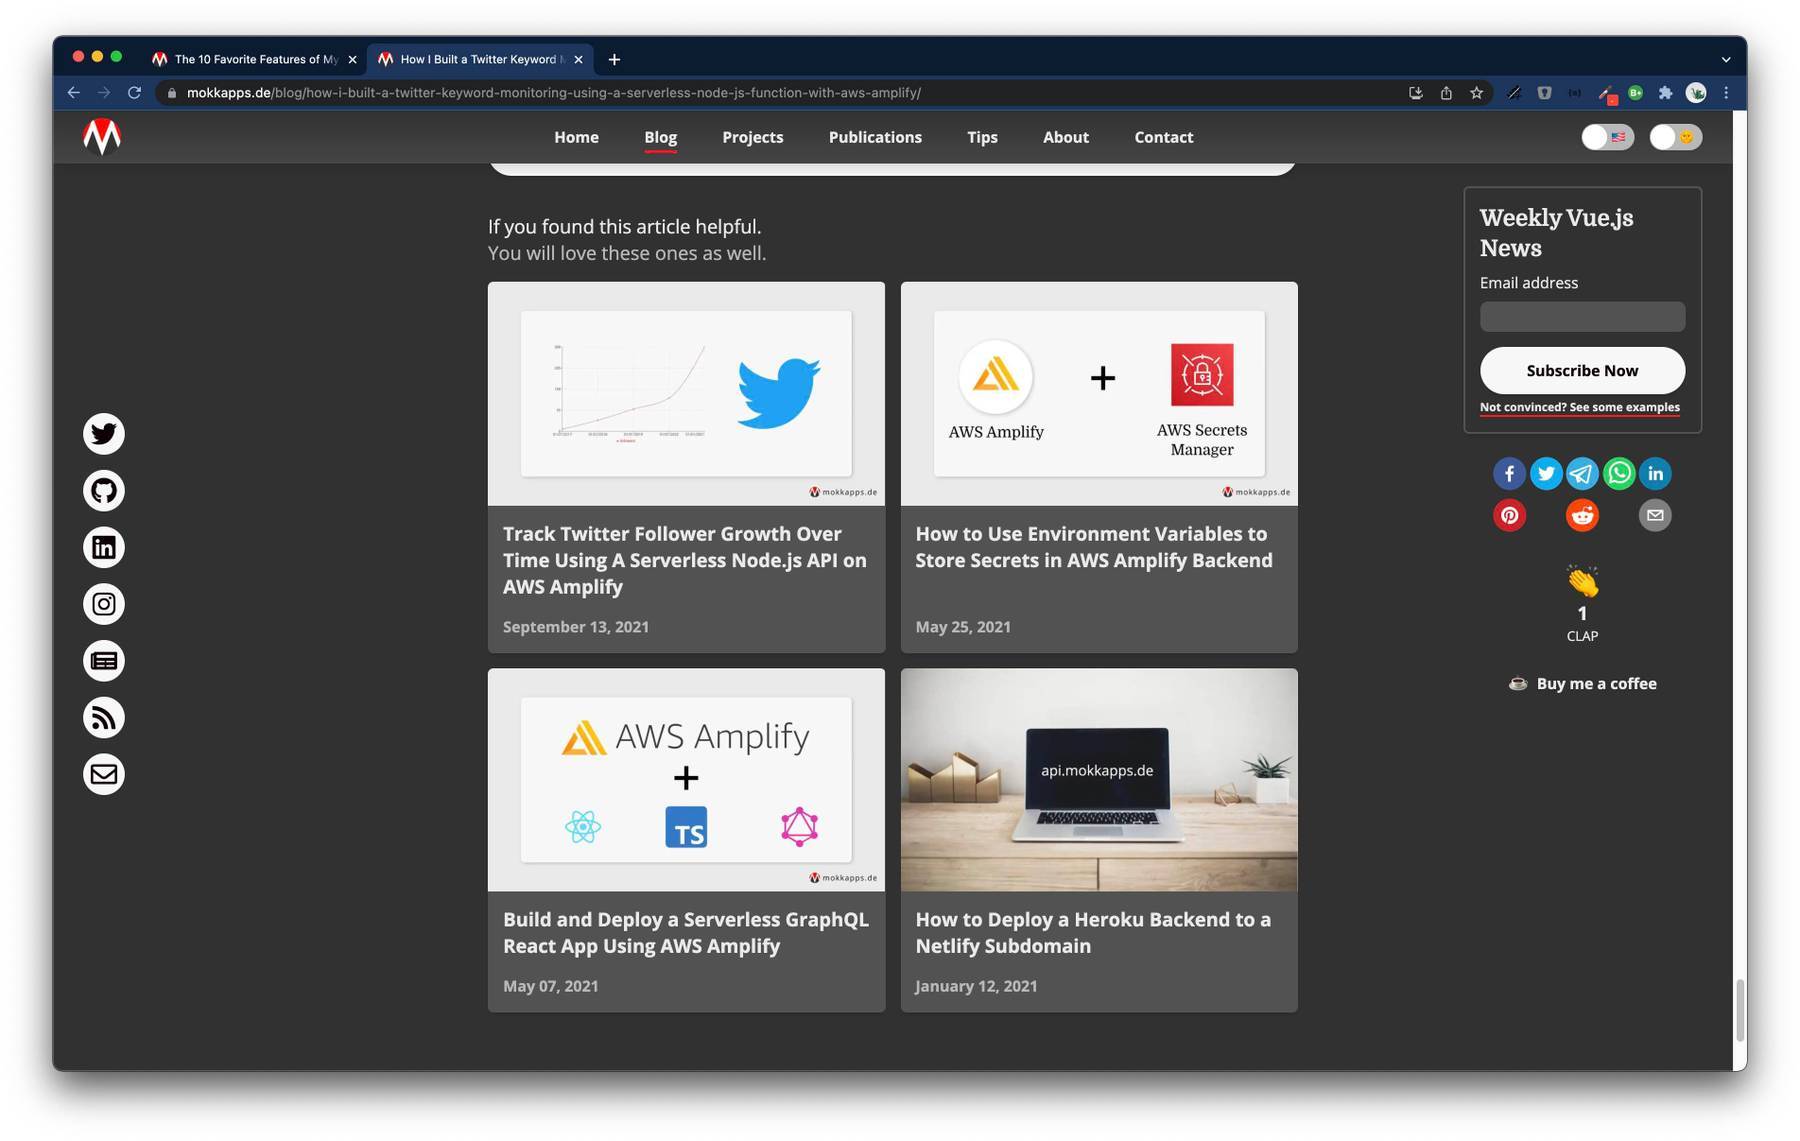 The 10 Favorite Features of My
How I Built a Twitter Keyword
mokkapps.de/blog/how-i-built-a-twitter-keyword-monitoring-using-a-serverless-node-js-function-with-aws-amplify/
Home Blog Projects Publications Tips About Contact
If you found this article helpful.
You will love these ones as well.
mokkapps.de
Track Twitter Follower Growth Over
Time Using A Serverless Node.js API on
AWS Amplify
September 13, 2021
AWS Amplify
+
AWS Secrets
Manager
mokkapps.de
How to Use Environment Variables to
Store Secrets in AWS Amplify Backend
May 25, 2021
AWS Amplify
+
TS
mokkapps.de
Build and Deploy a Serverless GraphQL
React App Using AWS Amplify
May 07, 2021
api.mokkapps.de
How to Deploy a Heroku Backend to a
Netlify Subdomain
January 12, 2021
Weekly Vue.js
News
Email address
Subscribe Now
Not convinced? See some examples
1
CLAP
Buy me a coffee